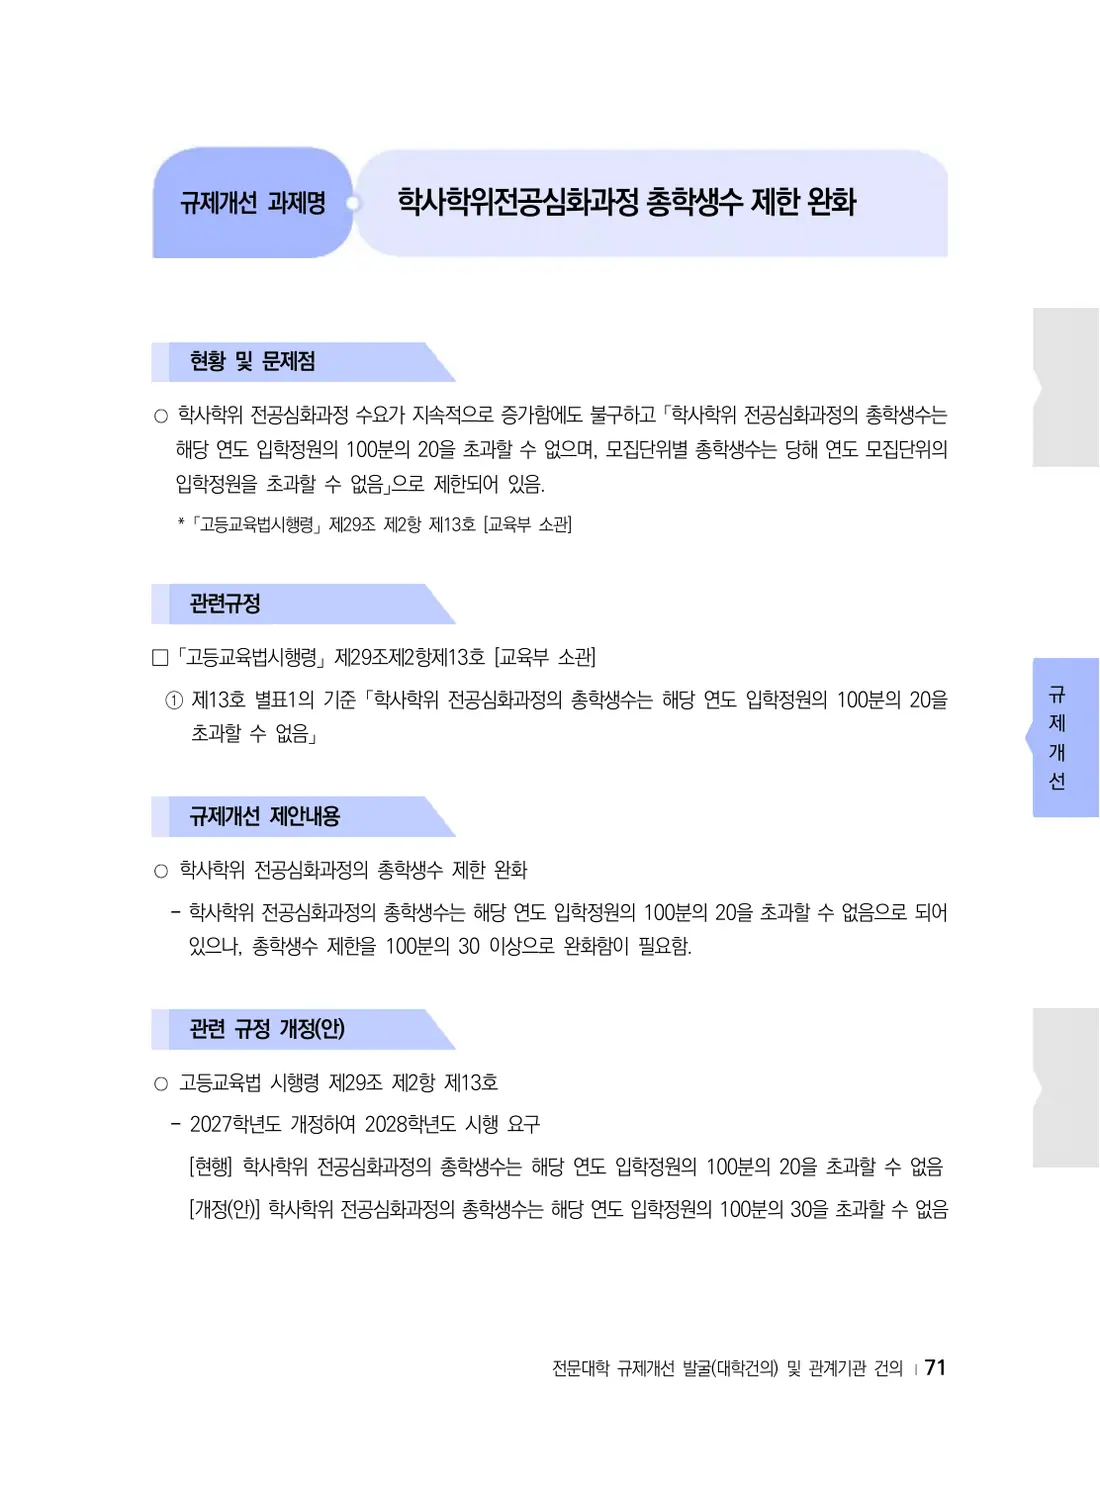 규제개선 과제명
학사학위전공심화과정 총학생수 제한 완화
현황 및 문제점
○ 학사학위 전공심화과정 수요가 지속적으로 증가함에도 불구하고 「학사학위 전공심화과정의 총학생수는
해당 연도 입학정원의 100분의 20을 초과할 수 없으며, 모집단위별 총학생수는 당해 연도 모집단위의
입학정원을 초과할 수 없음」으로 제한되어 있음.
* 「고등교육법시행령」 제29조 제2항 제13호 [교육부 소관]
관련규정
□ 「고등교육법시행령」 제29조제2항제13호 [교육부 소관]
① 제13호 별표1의 기준 「학사학위 전공심화과정의 총학생수는 해당 연도 입학정원의 100분의 20을
초과할 수 없음」
규제개선 제안내용
○ 학사학위 전공심화과정의 총학생수 제한 완화
- 학사학위 전공심화과정의 총학생수는 해당 연도 입학정원의 100분의 20을 초과할 수 없음으로 되어
있으나, 총학생수 제한을 100분의 30 이상으로 완화함이 필요함.
관련 규정 개정(안)
○ 고등교육법 시행령 제29조 제2항 제13호
- 2027학년도 개정하여 2028학년도 시행 요구
[현행] 학사학위 전공심화과정의 총학생수는 해당 연도 입학정원의 100분의 20을 초과할 수 없음
[개정(안)] 학사학위 전공심화과정의 총학생수는 해당 연도 입학정원의 100분의 30을 초과할 수 없음
규
제
개
선
전문대학 규제개선 발굴(대학건의) 및 관계기관 건의 | 71